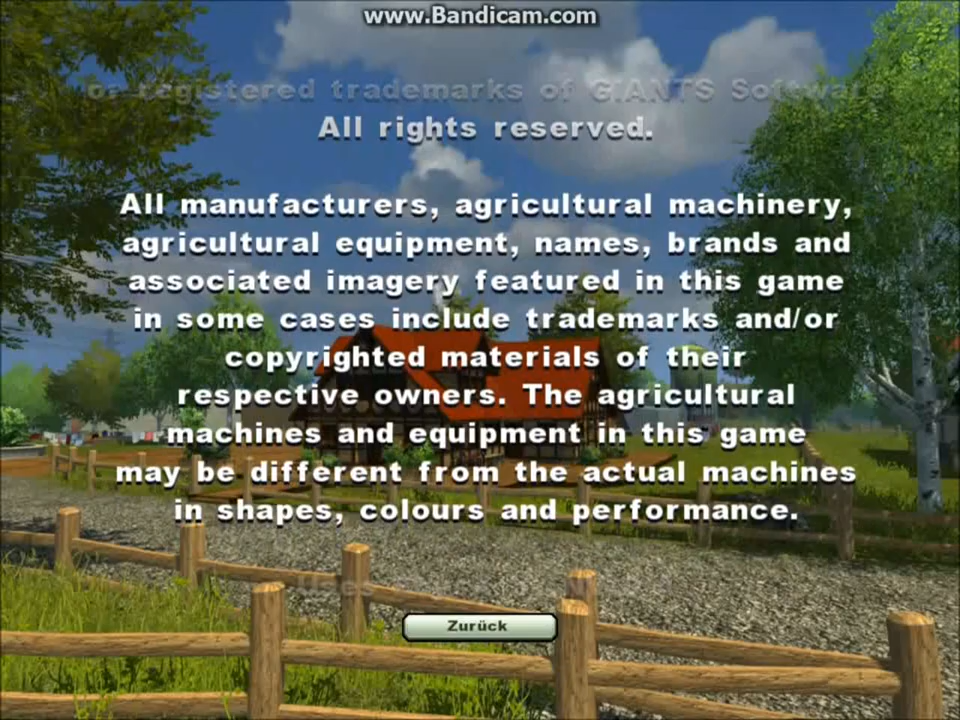 www.Bandicam.com
or registered trademarks of GIANTS Software
All rights reserved.
All manufacturers, agricultural machinery,
agricultural equipment, names, brands and
associated imagery featured in this game
in some cases include trademarks and/or
copyrighted materials of their
respective owners. The agricultural
machines and equipment in this game
may be different from the actual machines
in shapes, colours and performance.
Uses
Zurück